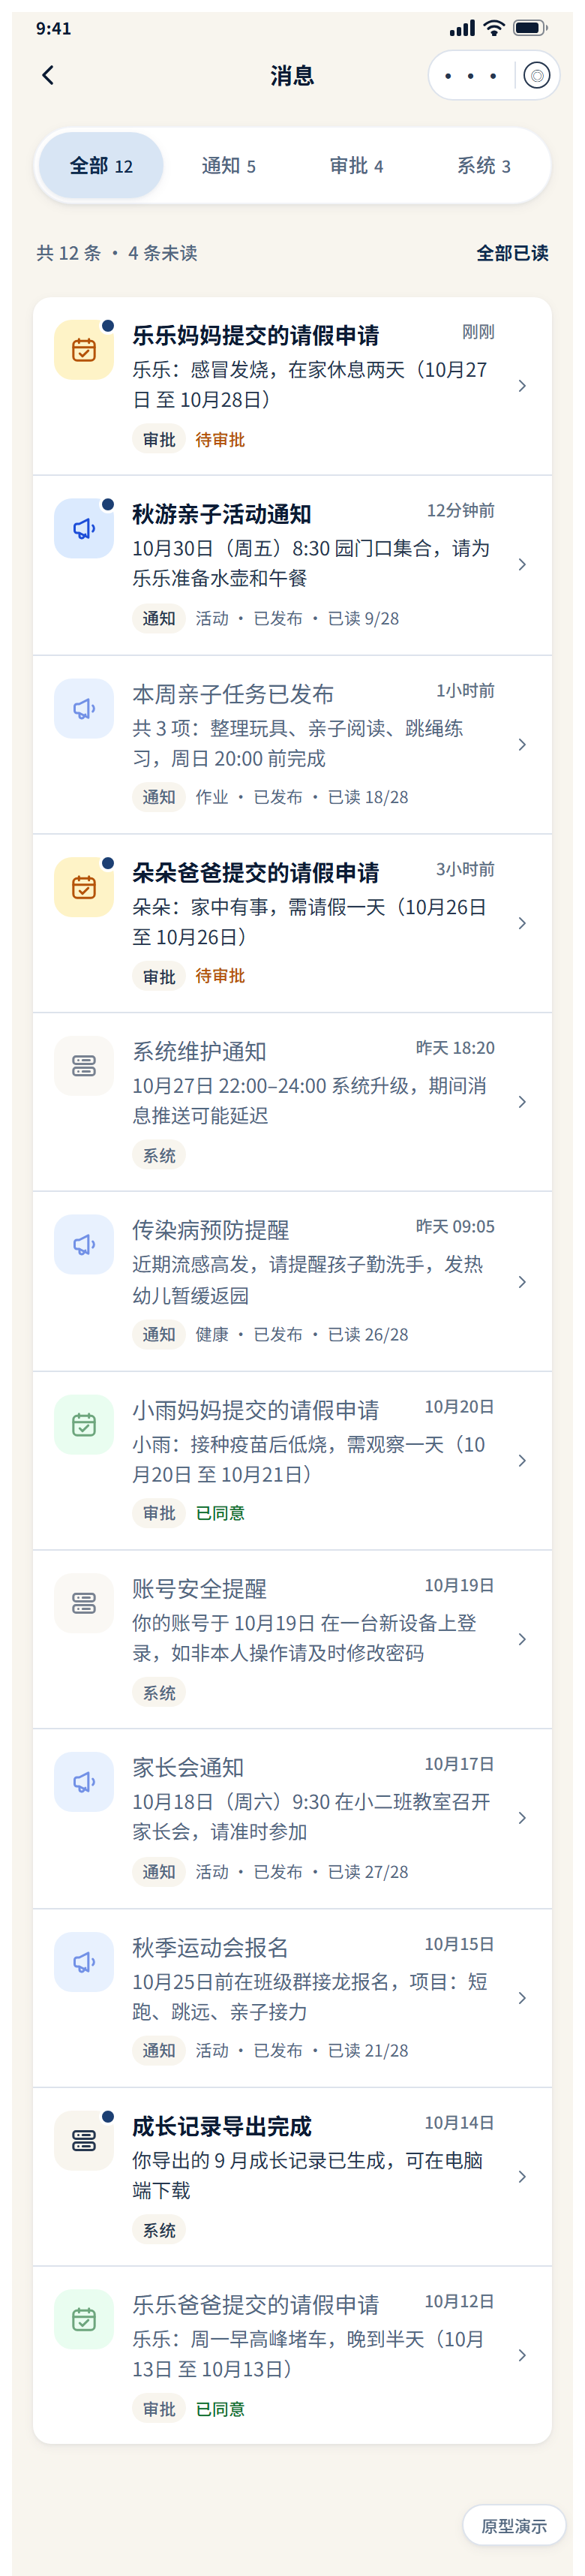 9:41
消息
全部 12 通知 5 审批 4 系统 3
共 12 条 · 4 条未读 全部已读
乐乐妈妈提交的请假申请 刚刚
乐乐：感冒发烧，在家休息两天（10月27
日 至 10月28日）
审批 待审批
秋游亲子活动通知 12分钟前
10月30日（周五）8:30 园门口集合，请为
乐乐准备水壶和午餐
通知 活动 · 已发布 · 已读 9/28
本周亲子任务已发布 1小时前
共 3 项：整理玩具、亲子阅读、跳绳练
习，周日 20:00 前完成
通知 作业 · 已发布 · 已读 18/28
朵朵爸爸提交的请假申请 3小时前
朵朵：家中有事，需请假一天（10月26日
至 10月26日）
审批 待审批
系统维护通知 昨天 18:20
10月27日 22:00–24:00 系统升级，期间消
息推送可能延迟
系统
传染病预防提醒 昨天 09:05
近期流感高发，请提醒孩子勤洗手，发热
幼儿暂缓返园
通知 健康 · 已发布 · 已读 26/28
小雨妈妈提交的请假申请 10月20日
小雨：接种疫苗后低烧，需观察一天（10
月20日 至 10月21日）
审批 已同意
账号安全提醒 10月19日
你的账号于 10月19日 在一台新设备上登
录，如非本人操作请及时修改密码
系统
家长会通知 10月17日
10月18日（周六）9:30 在小二班教室召开
家长会，请准时参加
通知 活动 · 已发布 · 已读 27/28
秋季运动会报名 10月15日
10月25日前在班级群接龙报名，项目：短
跑、跳远、亲子接力
通知 活动 · 已发布 · 已读 21/28
成长记录导出完成 10月14日
你导出的 9 月成长记录已生成，可在电脑
端下载
系统
乐乐爸爸提交的请假申请 10月12日
乐乐：周一早高峰堵车，晚到半天（10月
13日 至 10月13日）
审批 已同意
原型演示